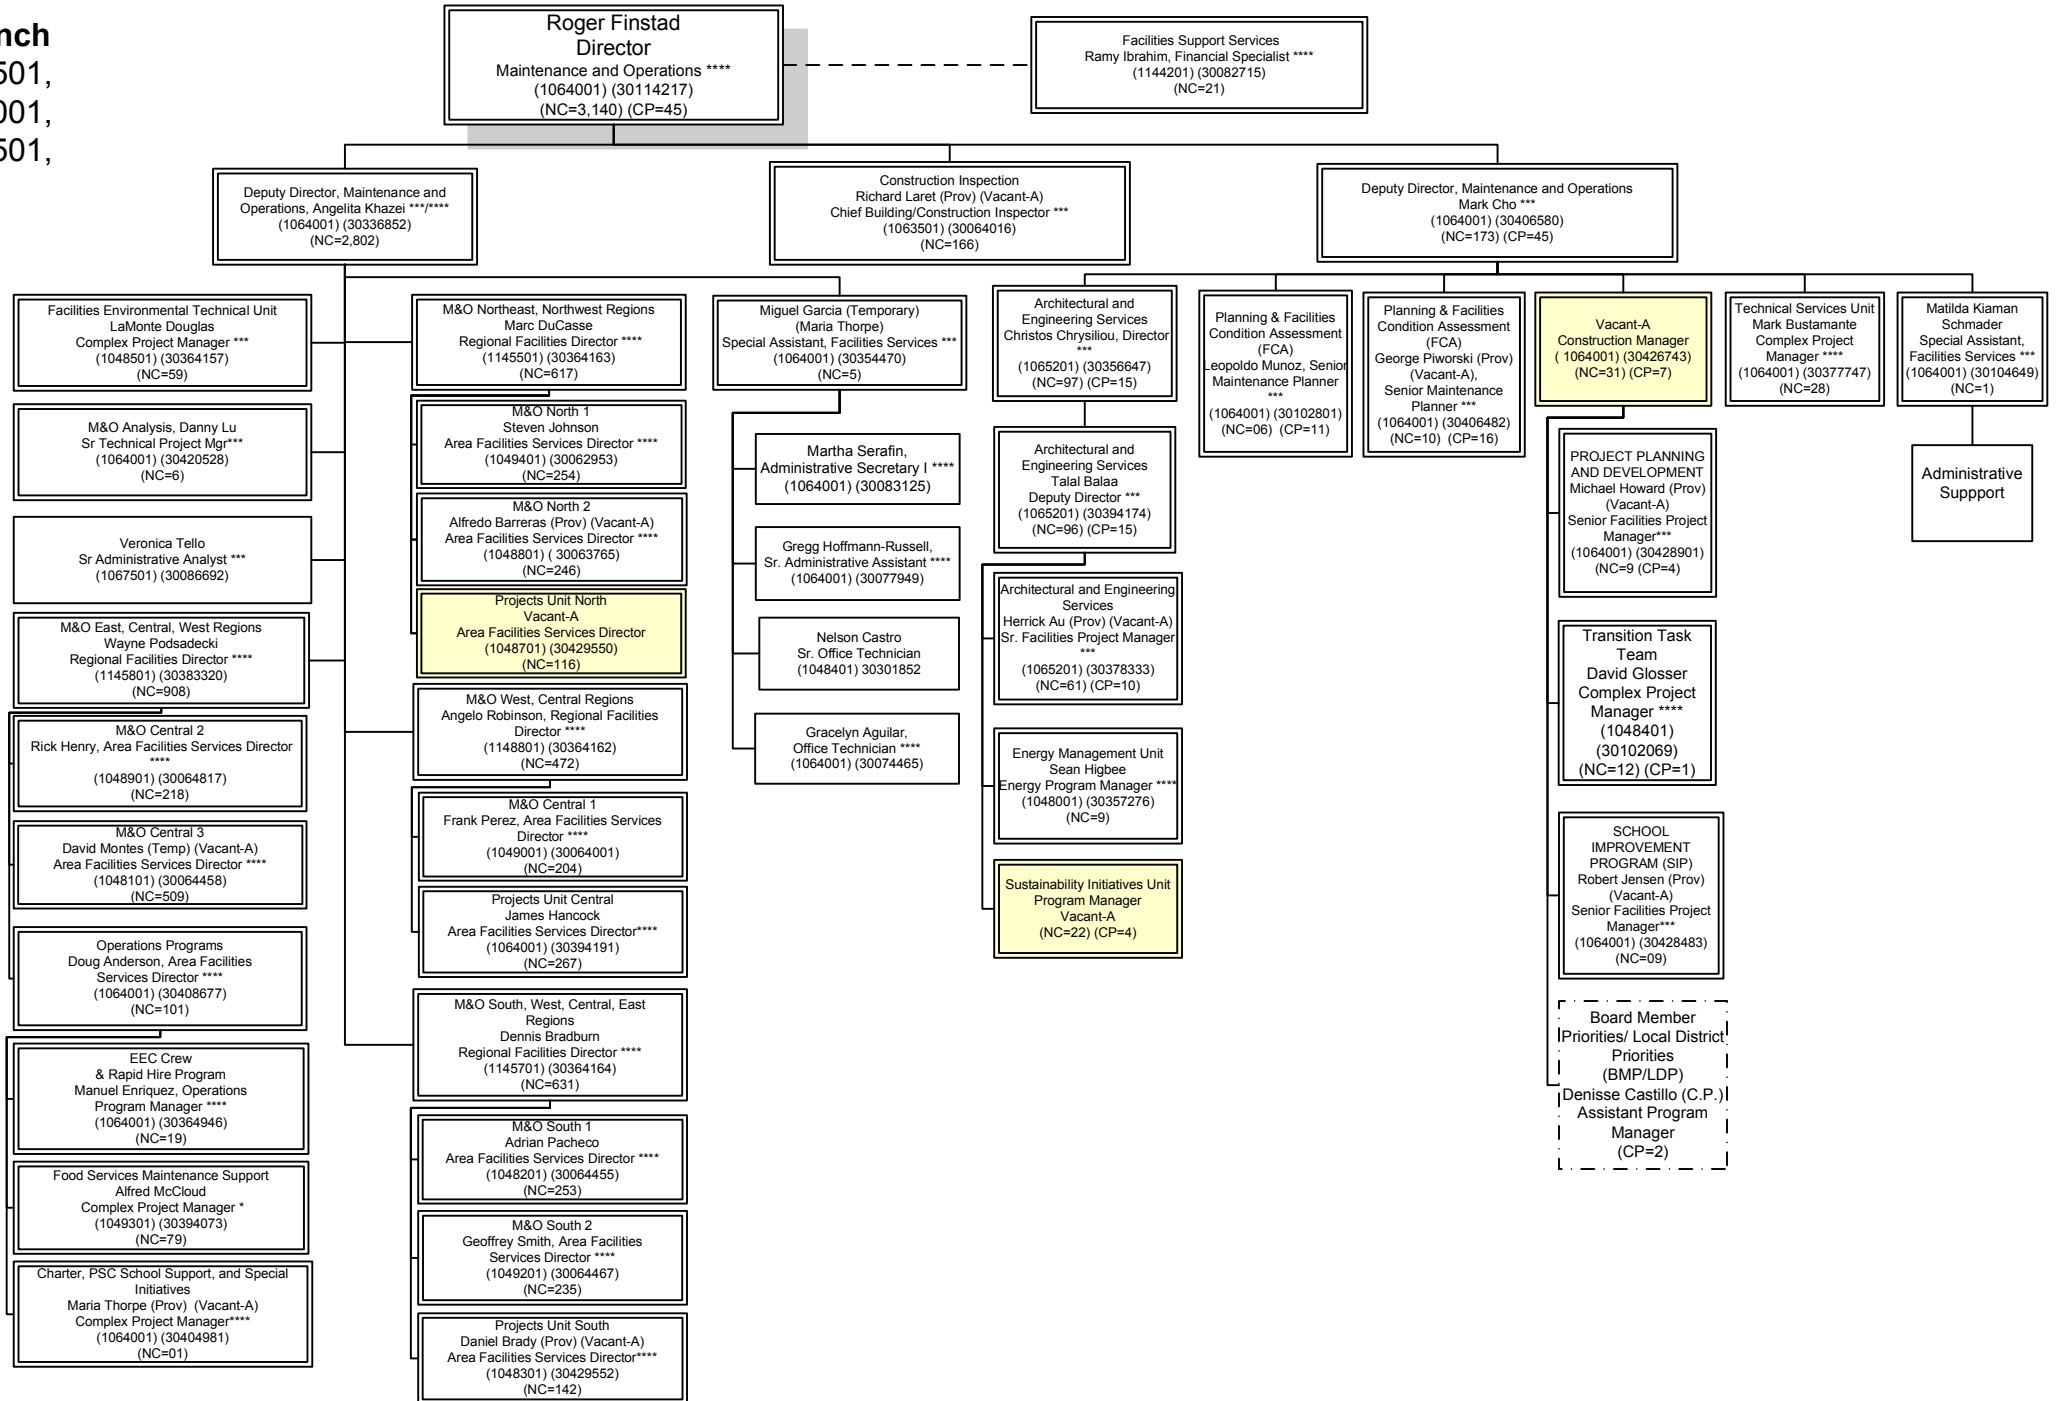 nch
501,
001,
501,
Roger Finstad
Director
Maintenance and Operations ****
(1064001) (30114217)
(NC=3,140) (CP=45)
Facilities Support Services
Ramy Ibrahim, Financial Specialist ****
(1144201) (30082715)
(NC=21)
Deputy Director, Maintenance and
Operations, Angelita Khazei ***/****
(1064001) (30336852)
(NC=2,802)
Construction Inspection
Richard Laret (Prov) (Vacant-A)
Chief Building/Construction Inspector ***
(1063501) (30064016)
(NC=166)
Deputy Director, Maintenance and Operations
Mark Cho ***
(1064001) (30406580)
(NC=173) (CP=45)
Facilities Environmental Technical Unit
LaMonte Douglas
Complex Project Manager ***
(1048501) (30364157)
(NC=59)
M&O Analysis, Danny Lu
Sr Technical Project Mgr***
(1064001) (30420528)
(NC=6)
Veronica Tello
Sr Administrative Analyst ***
(1067501) (30086692)
M&O East, Central, West Regions
Wayne Podsadecki
Regional Facilities Director ****
(1145801) (30383320)
(NC=908)
M&O Central 2
Rick Henry, Area Facilities Services Director
****
(1048901) (30064817)
(NC=218)
M&O Central 3
David Montes (Temp) (Vacant-A)
Area Facilities Services Director ****
(1048101) (30064458)
(NC=509)
Operations Programs
Doug Anderson, Area Facilities
Services Director ****
(1064001) (30408677)
(NC=101)
EEC Crew
& Rapid Hire Program
Manuel Enriquez, Operations
Program Manager ****
(1064001) (30364946)
(NC=19)
Food Services Maintenance Support
Alfred McCloud
Complex Project Manager *
(1049301) (30394073)
(NC=79)
Charter, PSC School Support, and Special
Initiatives
Maria Thorpe (Prov)  (Vacant-A)
Complex Project Manager****
(1064001) (30404981)
(NC=01)
M&O Northeast, Northwest Regions
Marc DuCasse
Regional Facilities Director ****
(1145501) (30364163)
(NC=617)
M&O North 1
Steven Johnson
Area Facilities Services Director ****
(1049401) (30062953)
(NC=254)
M&O North 2
Alfredo Barreras (Prov) (Vacant-A)
Area Facilities Services Director ****
(1048801) ( 30063765)
(NC=246)
Projects Unit North
Vacant-A
Area Facilities Services Director
(1048701) (30429550)
(NC=116)
M&O West, Central Regions
Angelo Robinson, Regional Facilities
Director ****
(1148801) (30364162)
(NC=472)
M&O Central 1
Frank Perez, Area Facilities Services
Director ****
(1049001) (30064001)
(NC=204)
Projects Unit Central
James Hancock
Area Facilities Services Director****
(1064001) (30394191)
(NC=267)
M&O South, West, Central, East
Regions
Dennis Bradburn
Regional Facilities Director ****
(1145701) (30364164)
(NC=631)
M&O South 1
Adrian Pacheco
Area Facilities Services Director ****
(1048201) (30064455)
(NC=253)
M&O South 2
Geoffrey Smith, Area Facilities
Services Director ****
(1049201) (30064467)
(NC=235)
Projects Unit South
Daniel Brady (Prov) (Vacant-A)
Area Facilities Services Director****
(1048301) (30429552)
(NC=142)
Miguel Garcia (Temporary)
(Maria Thorpe)
Special Assistant, Facilities Services ***
(1064001) (30354470)
(NC=5)
Martha Serafin,
Administrative Secretary I ****
(1064001) (30083125)
Gregg Hoffmann-Russell,
Sr. Administrative Assistant ****
(1064001) (30077949)
Nelson Castro
Sr. Office Technician
(1048401) 30301852
Gracelyn Aguilar,
Office Technician ****
(1064001) (30074465)
Architectural and
Engineering Services
Christos Chrysiliou, Director
***
(1065201) (30356647)
(NC=97) (CP=15)
Architectural and
Engineering Services
Talal Balaa
Deputy Director ***
(1065201) (30394174)
(NC=96) (CP=15)
Architectural and Engineering
Services
Herrick Au (Prov) (Vacant-A)
Sr. Facilities Project Manager
***
(1065201) (30378333)
(NC=61) (CP=10)
Energy Management Unit
Sean Higbee
Energy Program Manager ****
(1048001) (30357276)
(NC=9)
Sustainability Initiatives Unit
Program Manager
Vacant-A
(NC=22) (CP=4)
Planning & Facilities
Condition Assessment
(FCA)
Leopoldo Munoz, Senior
Maintenance Planner
***
(1064001) (30102801)
(NC=06)  (CP=11)
Planning & Facilities
Condition Assessment
(FCA)
George Piworski (Prov)
(Vacant-A),
Senior Maintenance
Planner ***
(1064001) (30406482)
(NC=10)  (CP=16)
Vacant-A
Construction Manager
( 1064001) (30426743)
(NC=31) (CP=7)
PROJECT PLANNING
AND DEVELOPMENT
Michael Howard (Prov)
(Vacant-A)
Senior Facilities Project
Manager***
(1064001) (30428901)
(NC=9 (CP=4)
Transition Task
Team
David Glosser
Complex Project
Manager ****
(1048401)
(30102069)
(NC=12) (CP=1)
SCHOOL
IMPROVEMENT
PROGRAM (SIP)
Robert Jensen (Prov)
(Vacant-A)
Senior Facilities Project
Manager***
(1064001) (30428483)
(NC=09)
Board Member
Priorities/ Local District
Priorities
(BMP/LDP)
Denisse Castillo (C.P.)
Assistant Program
Manager
(CP=2)
Technical Services Unit
Mark Bustamante
Complex Project
Manager ****
(1064001) (30377747)
(NC=28)
Matilda Kiaman
Schmader
Special Assistant,
Facilities Services ***
(1064001) (30104649)
(NC=1)
Administrative
Suppport